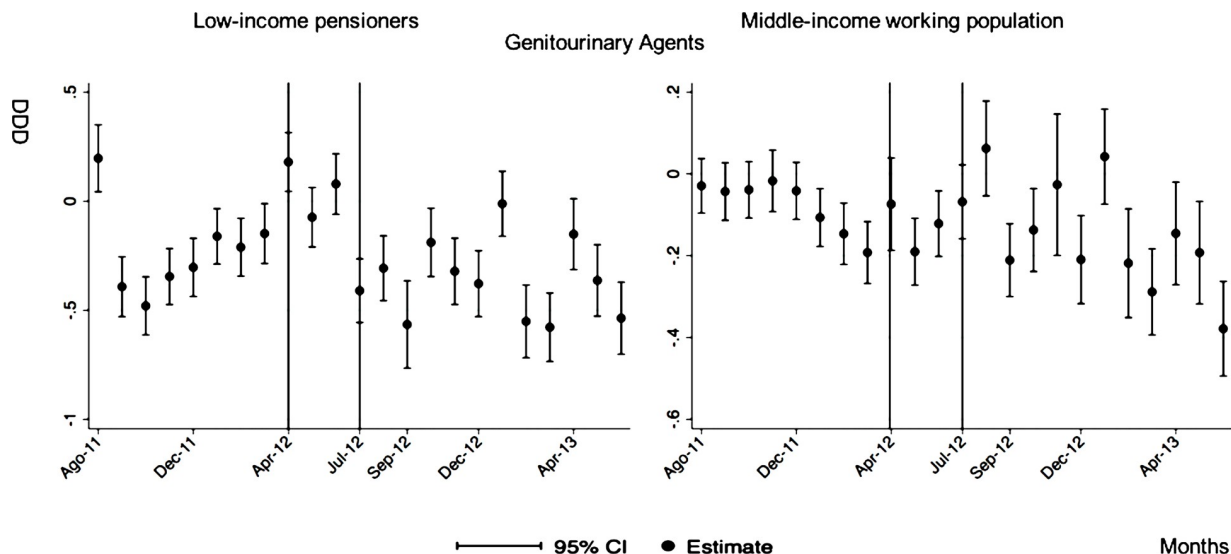 Low-income pensioners
Middle-income working population
Genitourinary Agents
DDD
.5
0
-.5
-1
Ago-11
Dec-11
Apr-12
Jul-12
Sep-12
Dec-12
Apr-13
.2
0
-.2
-.4
-.6
Ago-11
Dec-11
Apr-12
Jul-12
Sep-12
Dec-12
Apr-13
95% CI
Estimate
Months